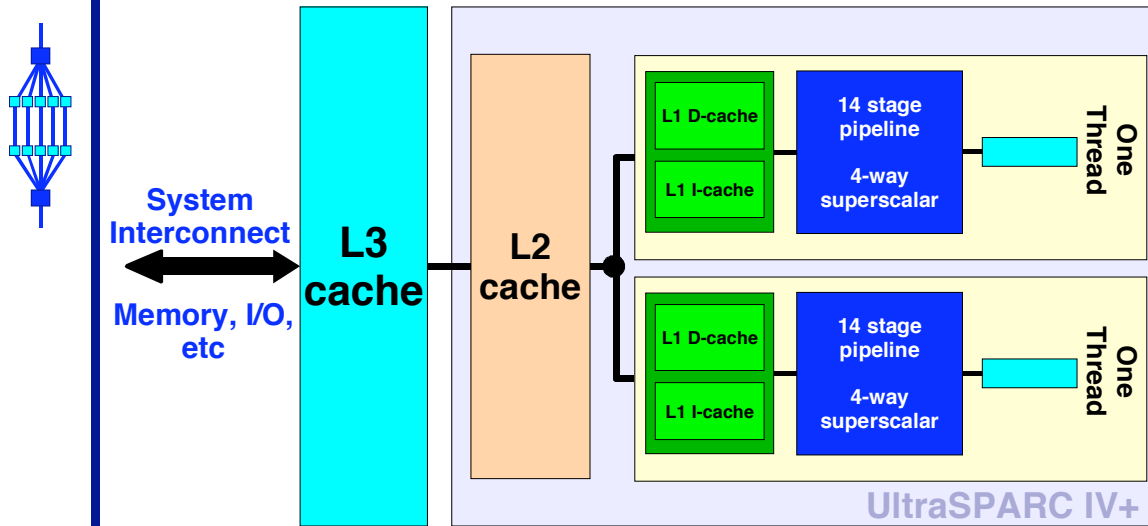 System
Interconnect
Memory, I/O,
etc
L3
cache
L2
cache
L1 D-cache
L1 I-cache
14 stage
pipeline
4-way
superscalar
One
Thread
L1 D-cache
L1 I-cache
14 stage
pipeline
4-way
superscalar
One
Thread
UltraSPARC IV+